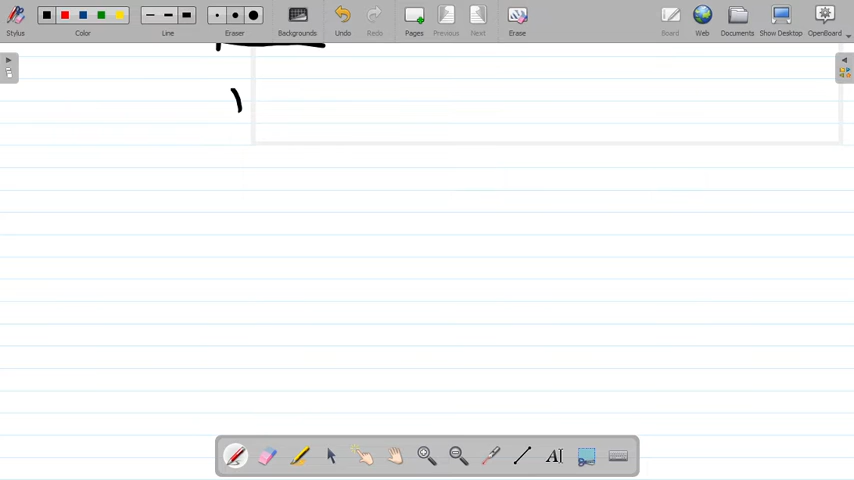 Stylus
Color
Line
Eraser
Backgrounds
Undo
Redo
Pages
Previous
Next
Erase
Board
Web
Documents
Show Desktop
OpenBoard
)
A